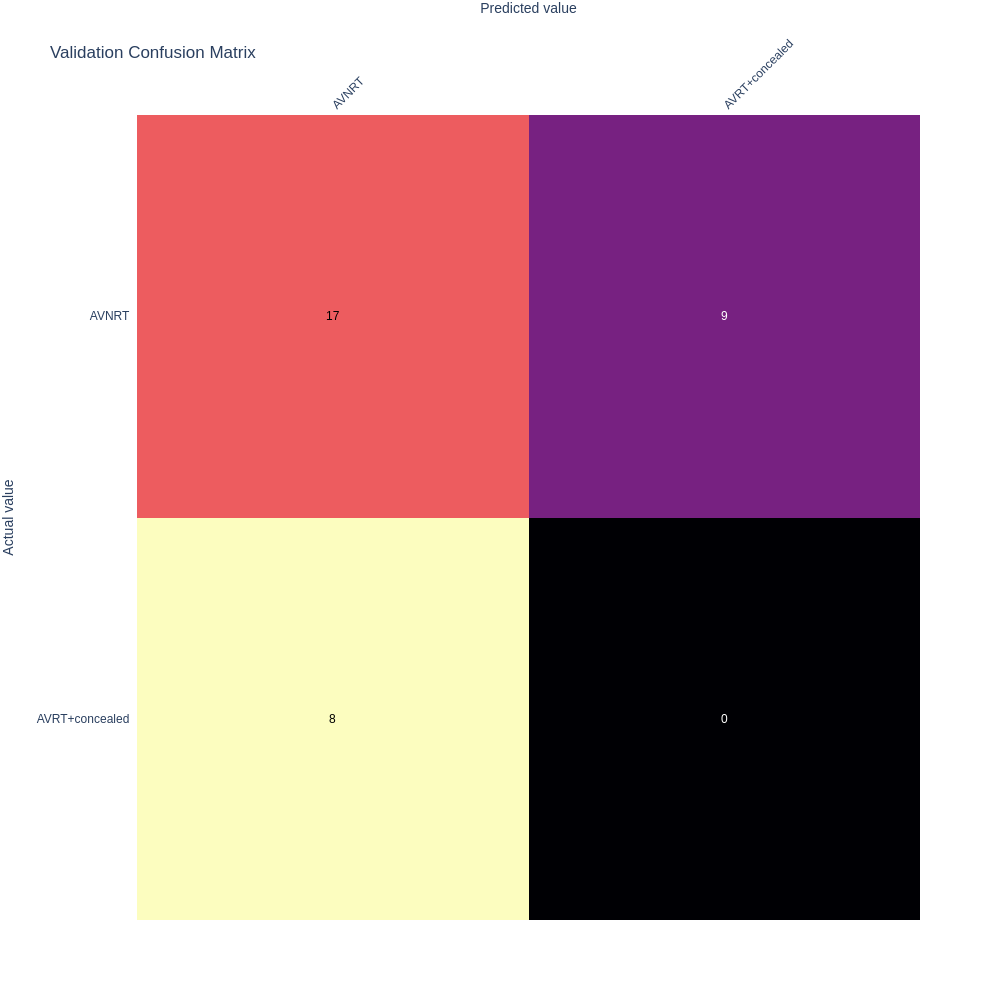 Predicted value
Validation Confusion Matrix
AVNRT
AVRT+concealed
AVNRT
17
9
Actual value
AVRT+concealed
8
0